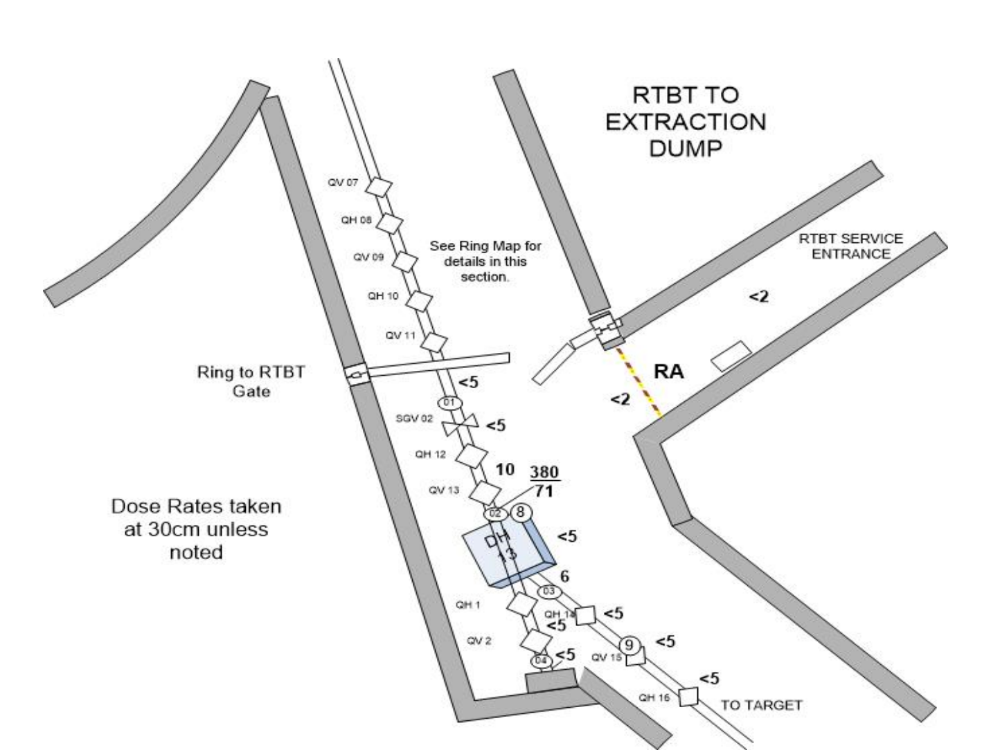 RTBT TO
EXTRACTION
DUMP
QV 07
QH 08
See Ring Map for
details in this
section.
QV 09
QH 10
QV 11
RTBT SERVICE
ENTRANCE
<2
RA
<2
Ring to RTBT
Gate
<5
01
SGV 02
<5
QH 12
10
380
71
QV 13
02
8
DH
13
<5
Dose Rates taken
at 30cm unless
noted
6
03
QH 1
QH 14
<5
<5
QV 2
9
<5
QV 15
04
<5
<5
QH 16
TO TARGET